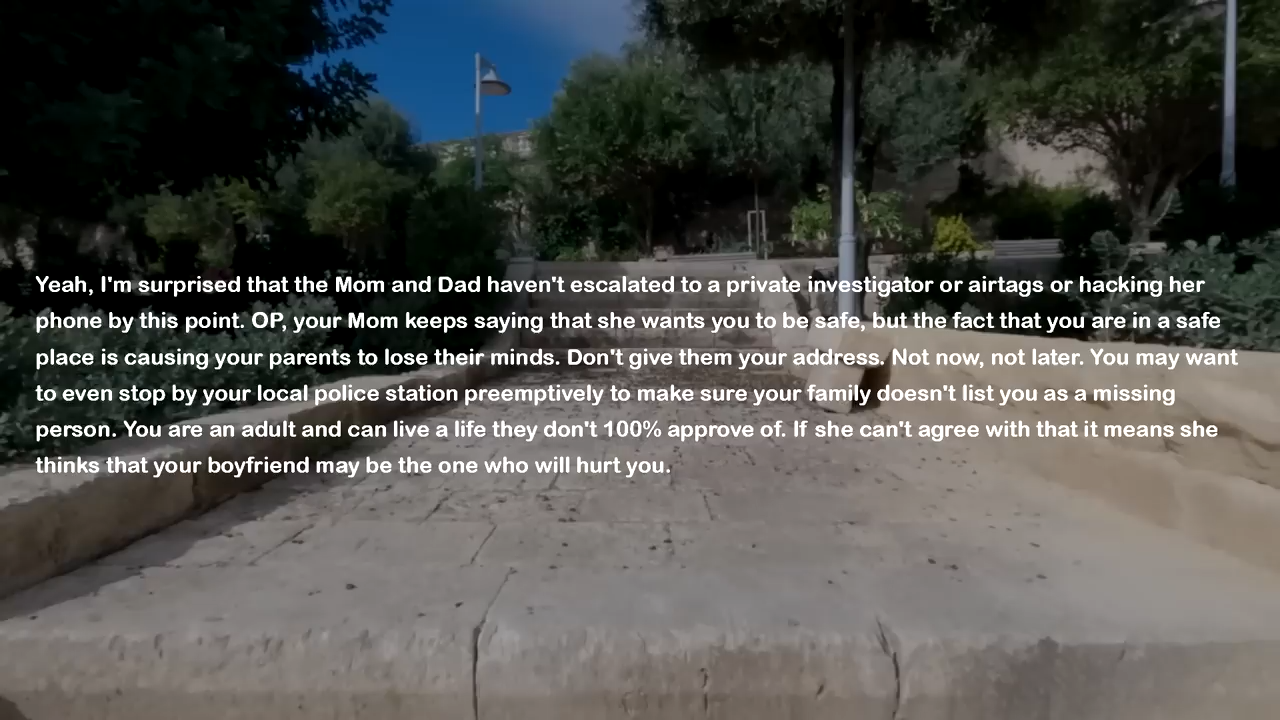 Yeah, I'm surprised that the Mom and Dad haven't escalated to a private investigator or airtags or hacking her
phone by this point. OP, your Mom keeps saying that she wants you to be safe, but the fact that you are in a safe
place is causing your parents to lose their minds. Don't give them your address. Not now, not later. You may want
to even stop by your local police station preemptively to make sure your family doesn't list you as a missing
person. You are an adult and can live a life they don't 100% approve of. If she can't agree with that it means she
thinks that your boyfriend may be the one who will hurt you.